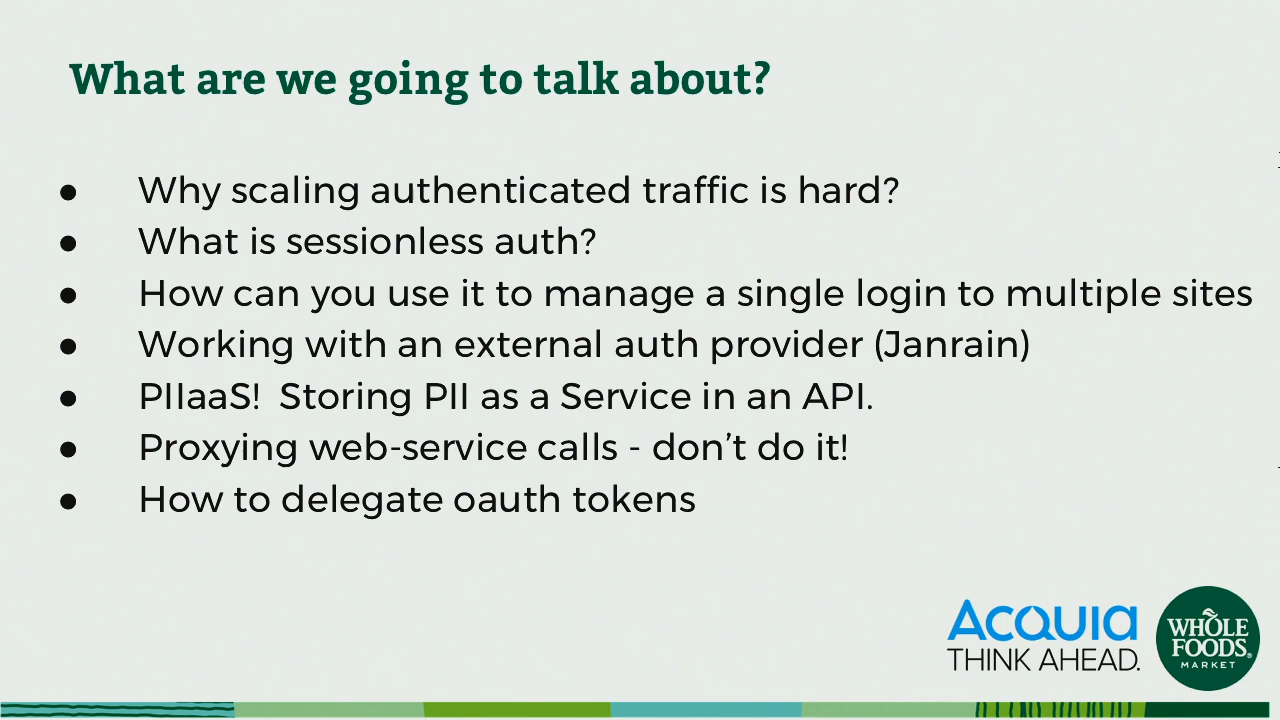 What are we going to talk about?
● Why scaling authenticated traffic is hard?
● What is sessionless auth?
● How can you use it to manage a single login to multiple sites
● Working with an external auth provider (Janrain)
● PIIaaS!  Storing PII as a Service in an API.
● Proxying web-service calls - don’t do it!
● How to delegate oauth tokens
Acquia
THINK AHEAD.
WHOLE
FOODS®
MARKET